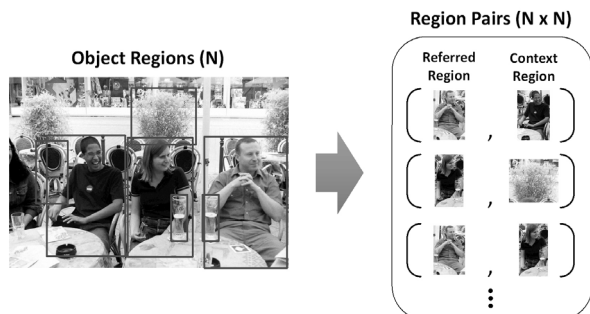 Object Regions (N)
Region Pairs (N x N)
Referred
Region
Context
Region
( , )
( , )
( , )